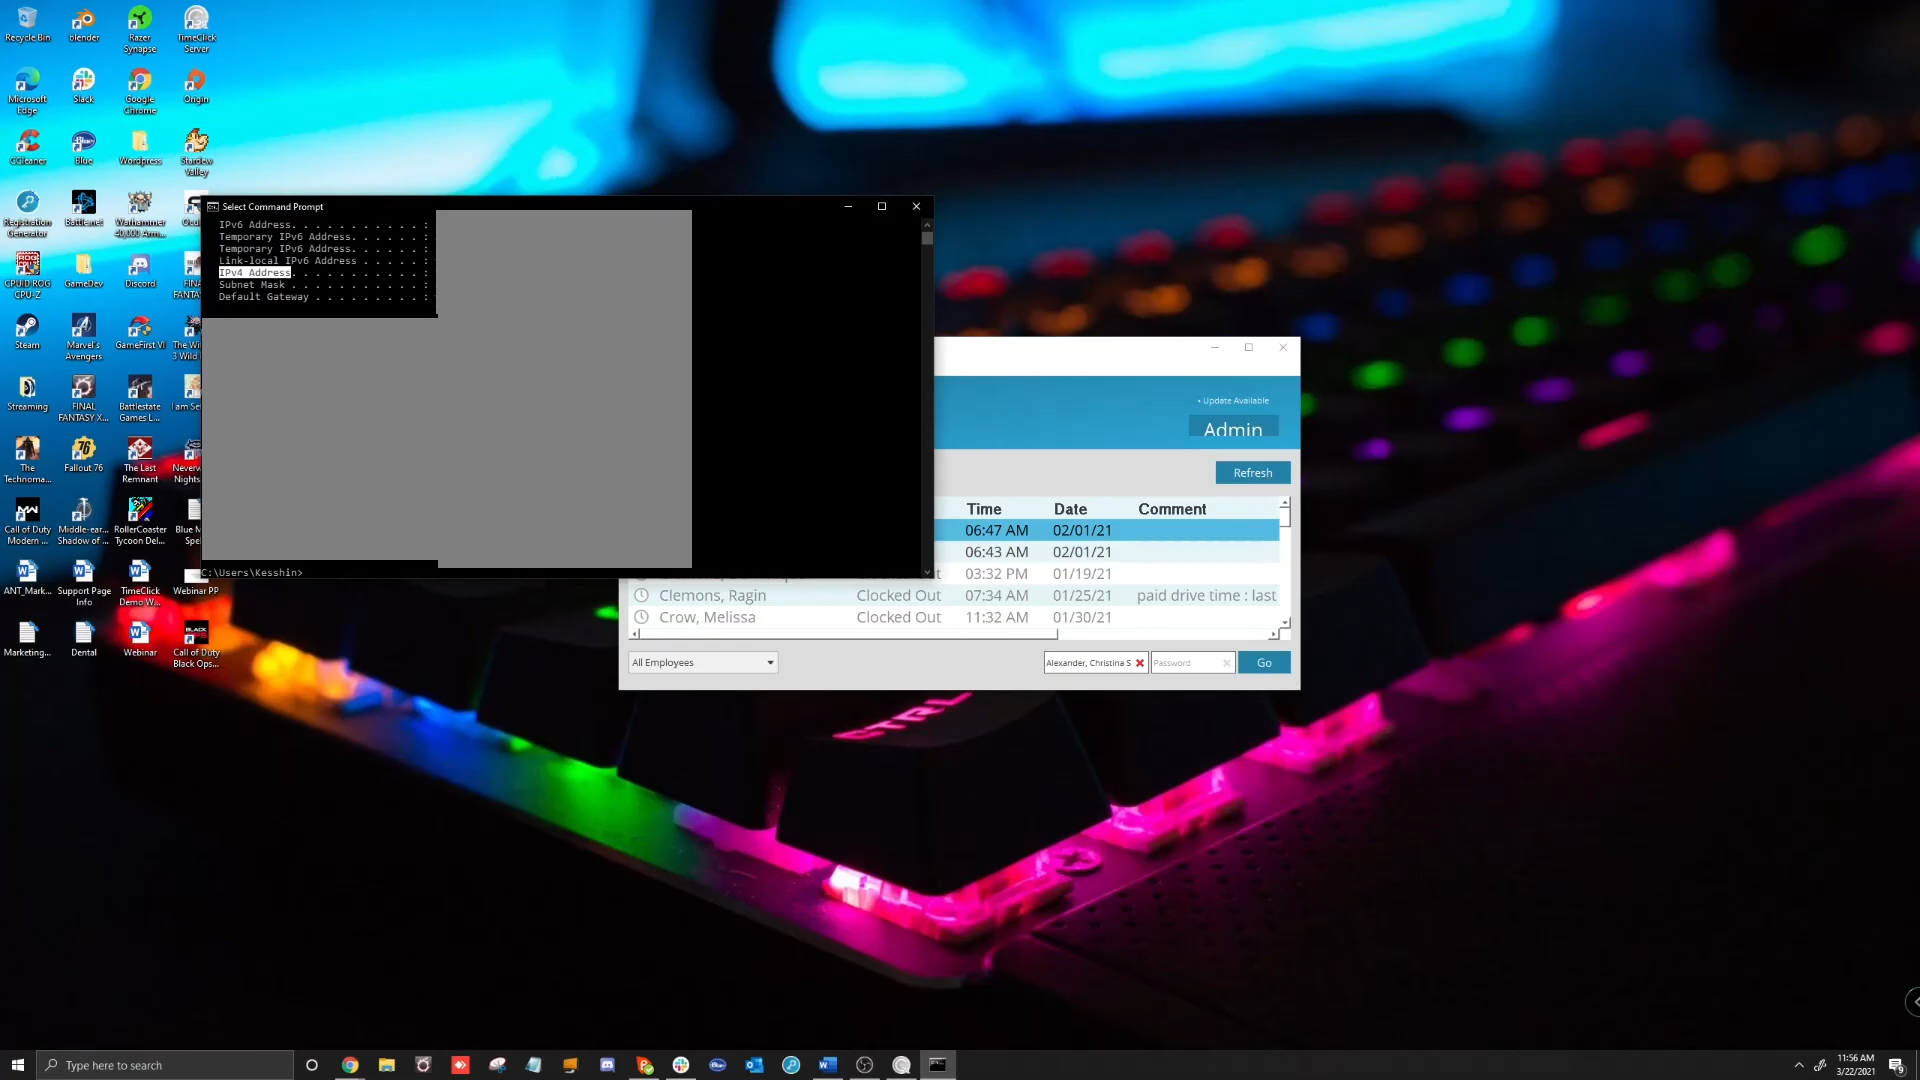 Recycle Bin
blender
Razer Synapse
TimeClick Server
Microsoft Edge
Slack
Google Chrome
Origin
CCleaner
Blue
Wordpress
Stardew Valley
Registration Generator
Battle.net
Warhammer 40,000 Arm...
CPUID ROG CPU-Z
GameDev
Discord
Steam
Marvel's Avengers
GameFirst VI
Streaming
FINAL FANTASY X...
Battlestate Games L...
The Technoma...
Fallout 76
The Last Remnant
Call of Duty Modern ...
Middle-ear... Shadow of ...
RollerCoaster Tycoon Del...
ANT_Mark...
Support Page Info
TimeClick Demo W...
Webinar PP
Marketing...
Dental
Webinar
Call of Duty Black Ops...
Select Command Prompt
IPv6 Address. . . . . . . . . . . :
Temporary IPv6 Address. . . . . . :
Temporary IPv6 Address. . . . . . :
Link-local IPv6 Address . . . . . :
IPv4 Address. . . . . . . . . . . :
Subnet Mask . . . . . . . . . . . :
Default Gateway . . . . . . . . . :
C:\Users\Kesshin>
• Update Available
Admin
Refresh
Time Date Comment
06:47 AM 02/01/21
06:43 AM 02/01/21
03:32 PM 01/19/21
Clemons, Ragin Clocked Out 07:34 AM 01/25/21 paid drive time : last
Crow, Melissa Clocked Out 11:32 AM 01/30/21
All Employees
Alexander, Christina S
Password
Go
CTRL
Type here to search
11:56 AM
3/22/2021